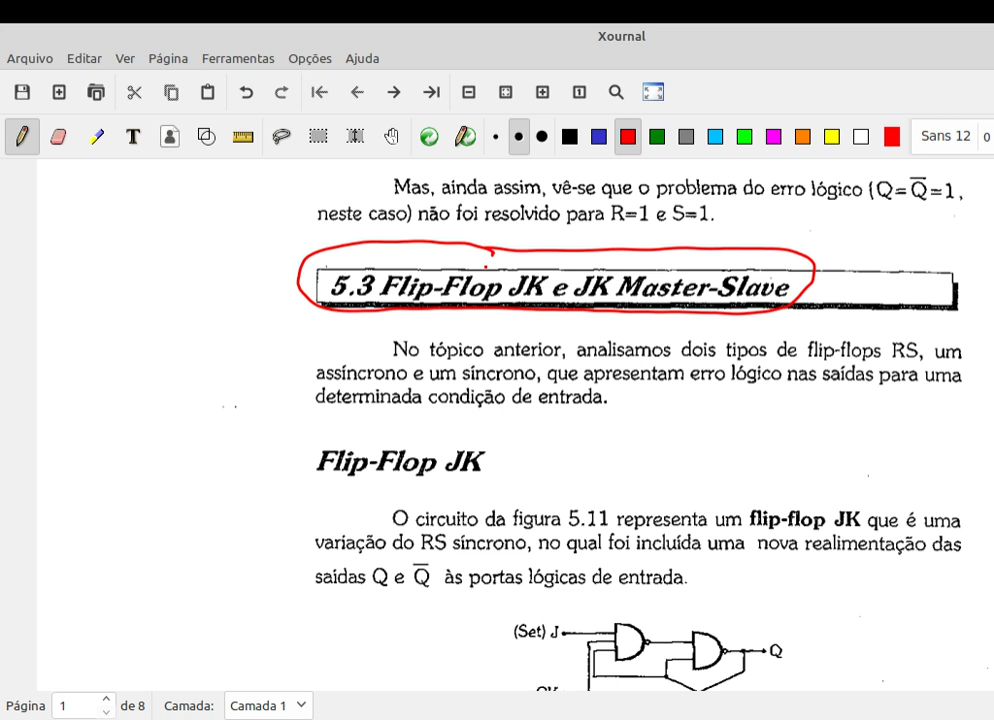 Xournal
Arquivo Editar Ver Página Ferramentas Opções Ajuda
Sans 12 0
Mas, ainda assim, vê-se que o problema do erro lógico (Q=Q̅=1,
neste caso) não foi resolvido para R=1 e S=1.
5.3 Flip-Flop JK e JK Master-Slave
No tópico anterior, analisamos dois tipos de flip-flops RS, um
assíncrono e um síncrono, que apresentam erro lógico nas saídas para uma
determinada condição de entrada.
Flip-Flop JK
O circuito da figura 5.11 representa um flip-flop JK que é uma
variação do RS síncrono, no qual foi incluída uma nova realimentação das
saídas Q e Q̅ às portas lógicas de entrada.
(Set) J
Q
Página 1 de 8 Camada: Camada 1